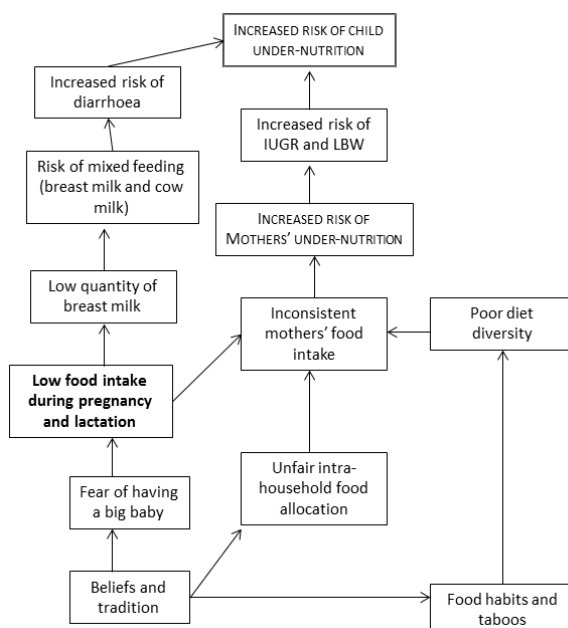 INCREASED RISK OF CHILD
UNDER-NUTRITION
Increased risk of
diarrhoea
Increased risk of
IUGR and LBW
Risk of mixed feeding
(breast milk and cow
milk)
INCREASED RISK OF
MOTHERS' UNDER-NUTRITION
Low quantity of
breast milk
Inconsistent
mothers' food
intake
Poor diet
diversity
Low food intake
during pregnancy
and lactation
Unfair intra-
household food
allocation
Fear of having
a big baby
Beliefs and
tradition
Food habits and
taboos